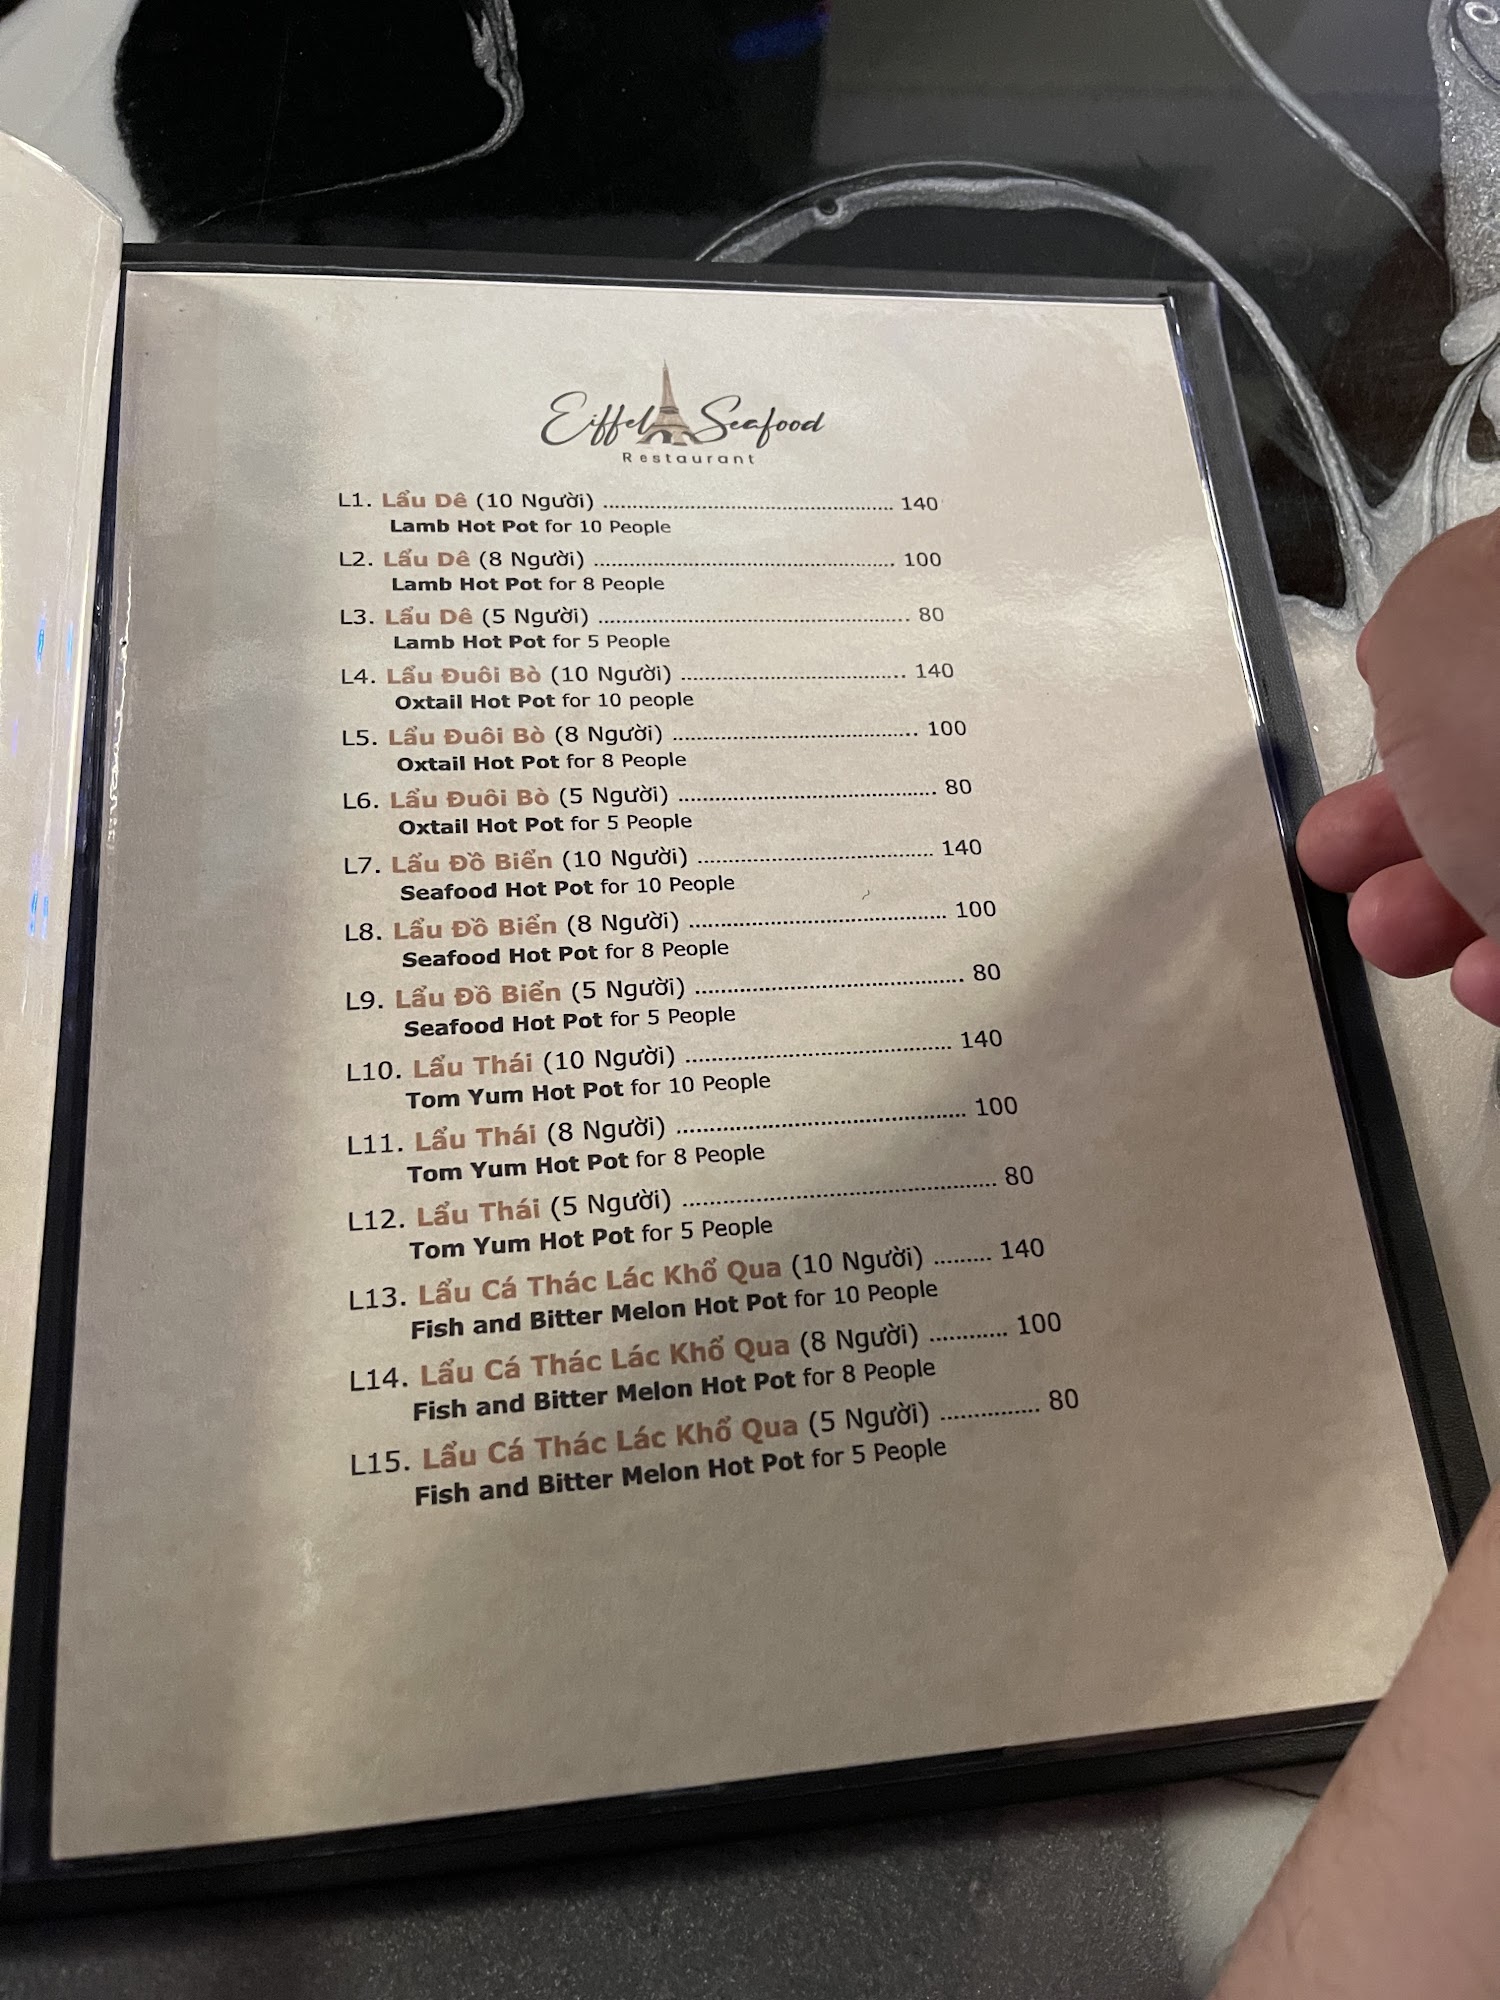 Eiffel Seafood
Restaurant
L1. Lẩu Dê (10 Người) ............................................ 140
Lamb Hot Pot for 10 People
L2. Lẩu Dê (8 Người) .............................................. 100
Lamb Hot Pot for 8 People
L3. Lẩu Dê (5 Người) ................................................ 80
Lamb Hot Pot for 5 People
L4. Lẩu Đuôi Bò (10 Người) .................................. 140
Oxtail Hot Pot for 10 people
L5. Lẩu Đuôi Bò (8 Người) ..................................... 100
Oxtail Hot Pot for 8 People
L6. Lẩu Đuôi Bò (5 Người) ....................................... 80
Oxtail Hot Pot for 5 People
L7. Lẩu Đồ Biển (10 Người) ................................... 140
Seafood Hot Pot for 10 People
L8. Lẩu Đồ Biển (8 Người) ...................................... 100
Seafood Hot Pot for 8 People
L9. Lẩu Đồ Biển (5 Người) ........................................ 80
Seafood Hot Pot for 5 People
L10. Lẩu Thái (10 Người) ....................................... 140
Tom Yum Hot Pot for 10 People
L11. Lẩu Thái (8 Người) ........................................... 100
Tom Yum Hot Pot for 8 People
L12. Lẩu Thái (5 Người) .............................................. 80
Tom Yum Hot Pot for 5 People
L13. Lẩu Cá Thác Lác Khổ Qua (10 Người) ......... 140
Fish and Bitter Melon Hot Pot for 10 People
L14. Lẩu Cá Thác Lác Khổ Qua (8 Người) ............ 100
Fish and Bitter Melon Hot Pot for 8 People
L15. Lẩu Cá Thác Lác Khổ Qua (5 Người) ............... 80
Fish and Bitter Melon Hot Pot for 5 People